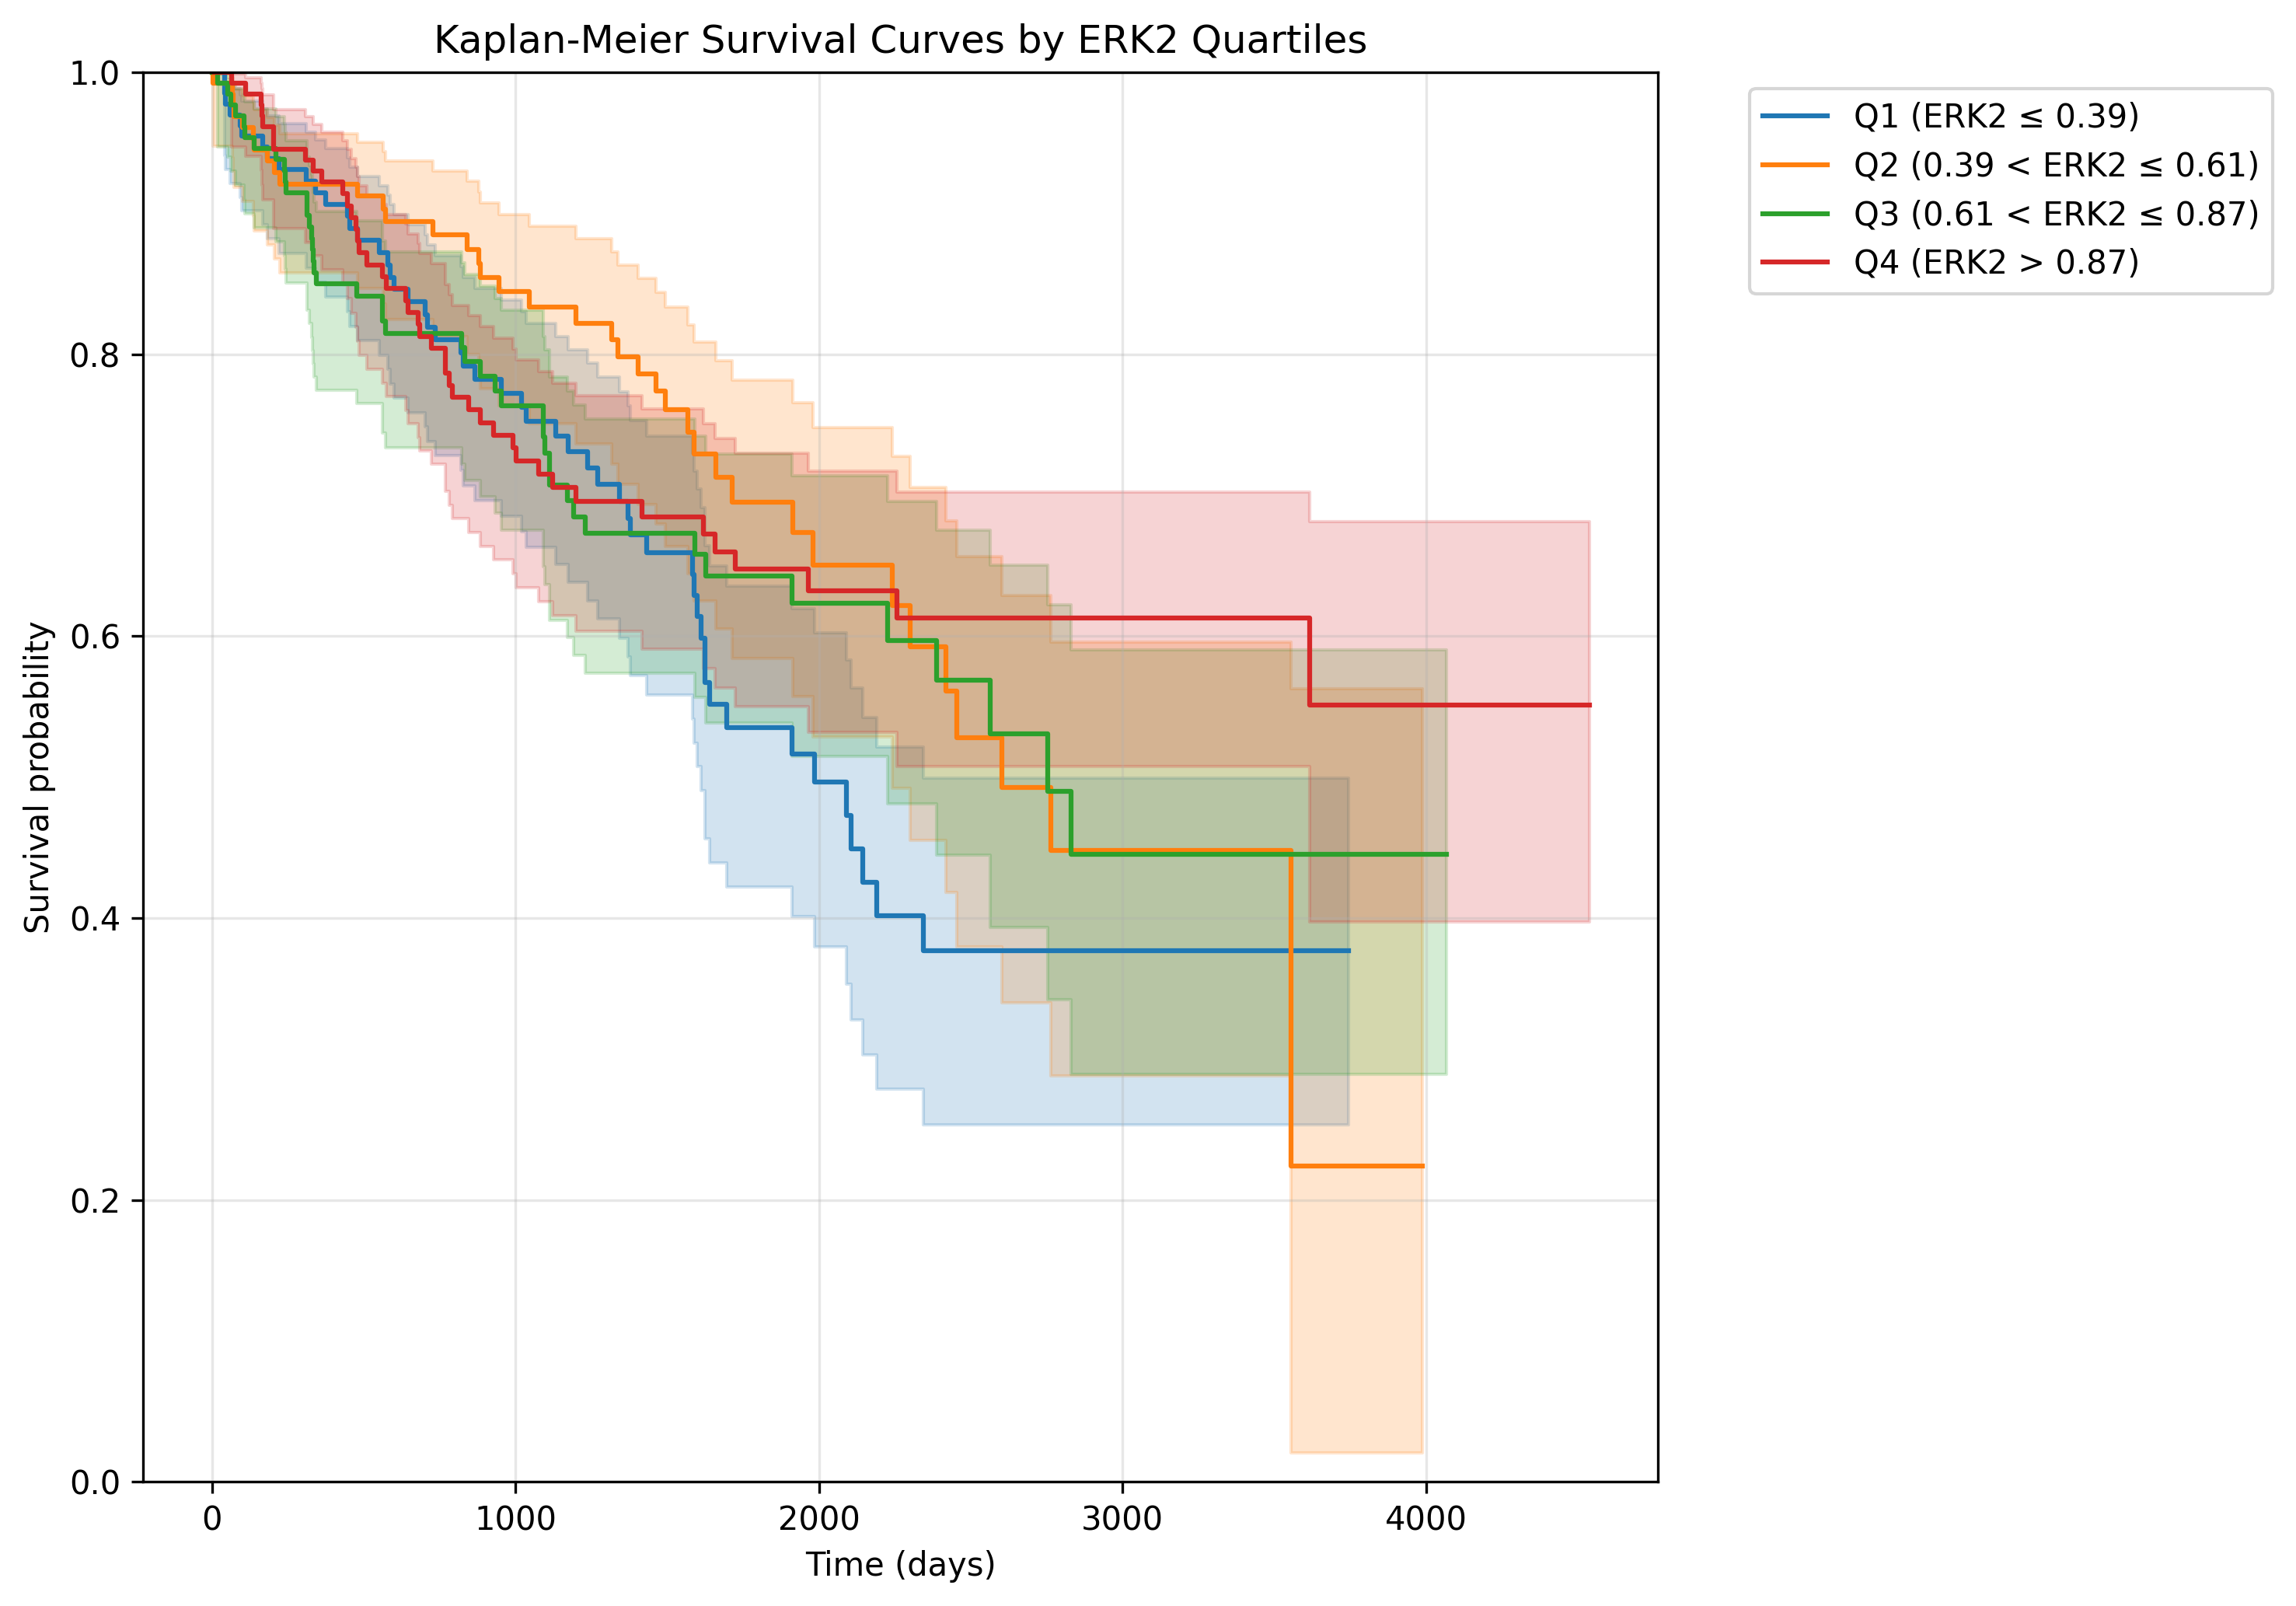 Kaplan-Meier Survival Curves by ERK2 Quartiles
1.0
0.8
0.6
0.4
0.2
0.0
Survival probability
0 1000 2000 3000 4000
Time (days)
Q1 (ERK2 ≤ 0.39)
Q2 (0.39 < ERK2 ≤ 0.61)
Q3 (0.61 < ERK2 ≤ 0.87)
Q4 (ERK2 > 0.87)